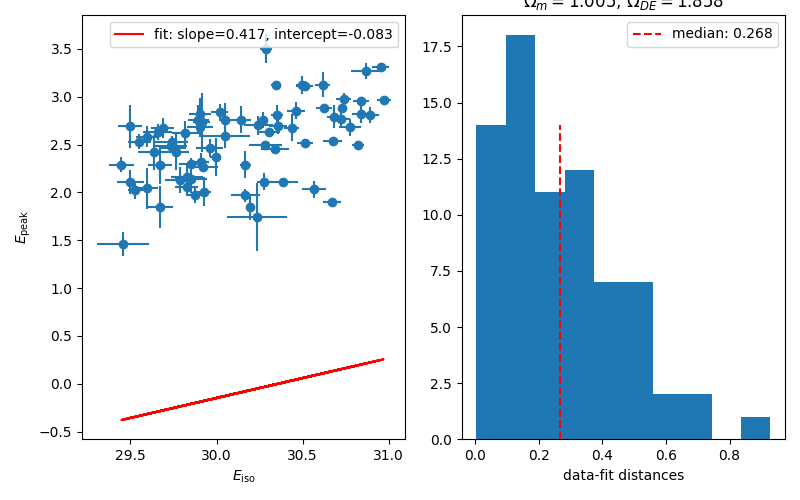 Ωₘ = 1.005, Ω_DE = 1.858
fit: slope=0.417, intercept=-0.083
median: 0.268
3.5
3.0
2.5
2.0
1.5
1.0
0.5
0.0
−0.5
E_peak
29.5 30.0 30.5 31.0
E_iso
17.5
15.0
12.5
10.0
7.5
5.0
2.5
0.0
0.0 0.2 0.4 0.6 0.8
data-fit distances